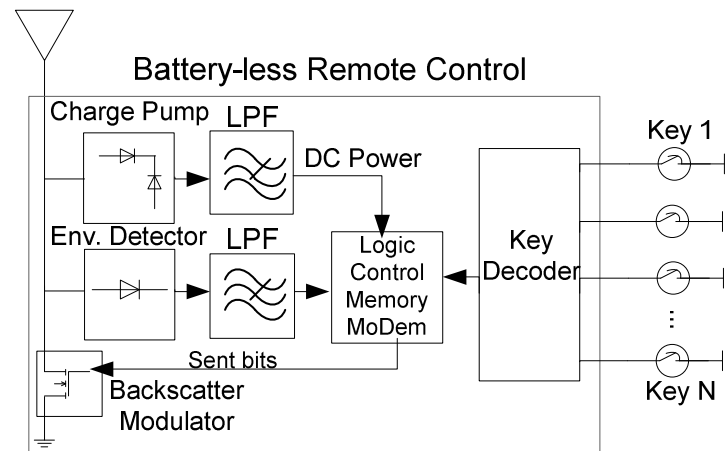 Battery-less Remote Control
Charge Pump
LPF
DC Power
Key 1
Env. Detector
LPF
Logic
Control
Memory
MoDem
Key
Decoder
...
Sent bits
Backscatter
Modulator
Key N